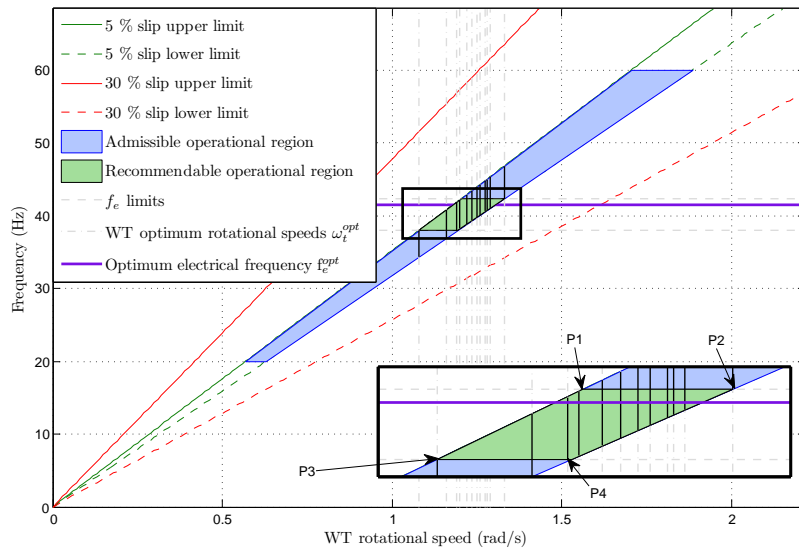 5 % slip upper limit
5 % slip lower limit
30 % slip upper limit
30 % slip lower limit
Admissible operational region
Recommendable operational region
f_e limits
WT optimum rotational speeds ω_t^opt
Optimum electrical frequency f_e^opt
60
50
40
30
20
10
0
Frequency (Hz)
P1
P2
P3
P4
0
0.5
1
1.5
2
WT rotational speed (rad/s)